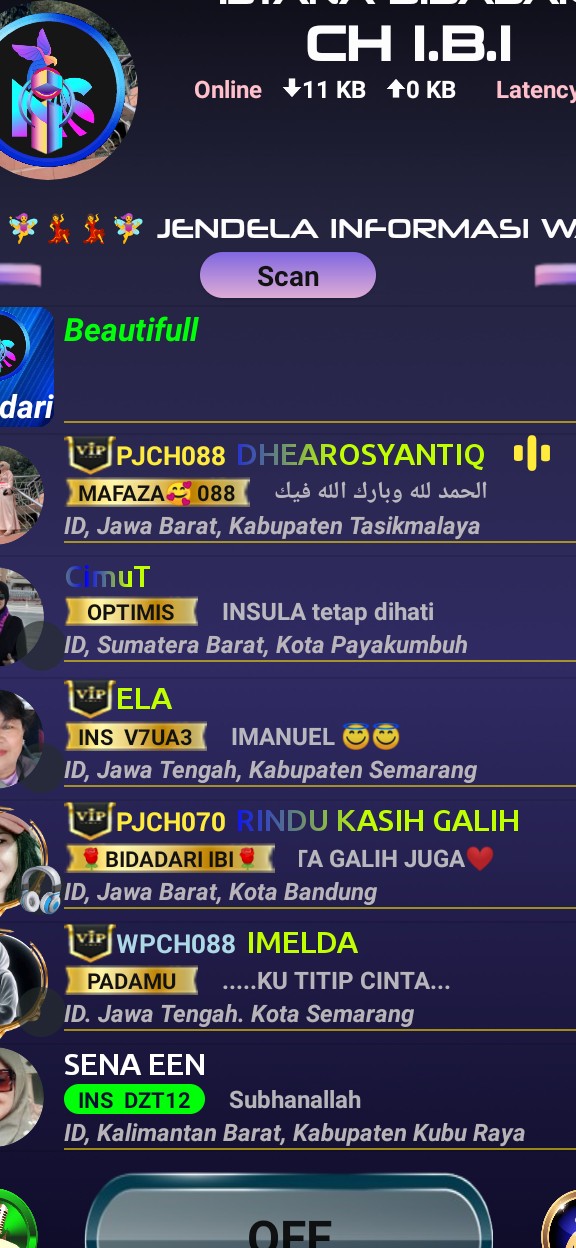 CH I.B.I
Online 11 KB 0 KB Latency
JENDELA INFORMASI
Scan
Beautifull
dari
VIP PJCH088 DHEAROSYANTIQ
MAFAZA🥰088 الحمد لله وبارك الله فيك
ID, Jawa Barat, Kabupaten Tasikmalaya
CimuT
OPTIMIS INSULA tetap dihati
ID, Sumatera Barat, Kota Payakumbuh
VIP ELA
INS V7UA3 IMANUEL 😇😇
ID, Jawa Tengah, Kabupaten Semarang
VIP PJCH070 RINDU KASIH GALIH
🌹BIDADARI IBI🌹 TA GALIH JUGA❤️
ID, Jawa Barat, Kota Bandung
VIP WPCH088 IMELDA
PADAMU .....KU TITIP CINTA...
ID. Jawa Tengah. Kota Semarang
SENA EEN
INS DZT12 Subhanallah
ID, Kalimantan Barat, Kabupaten Kubu Raya
OFF